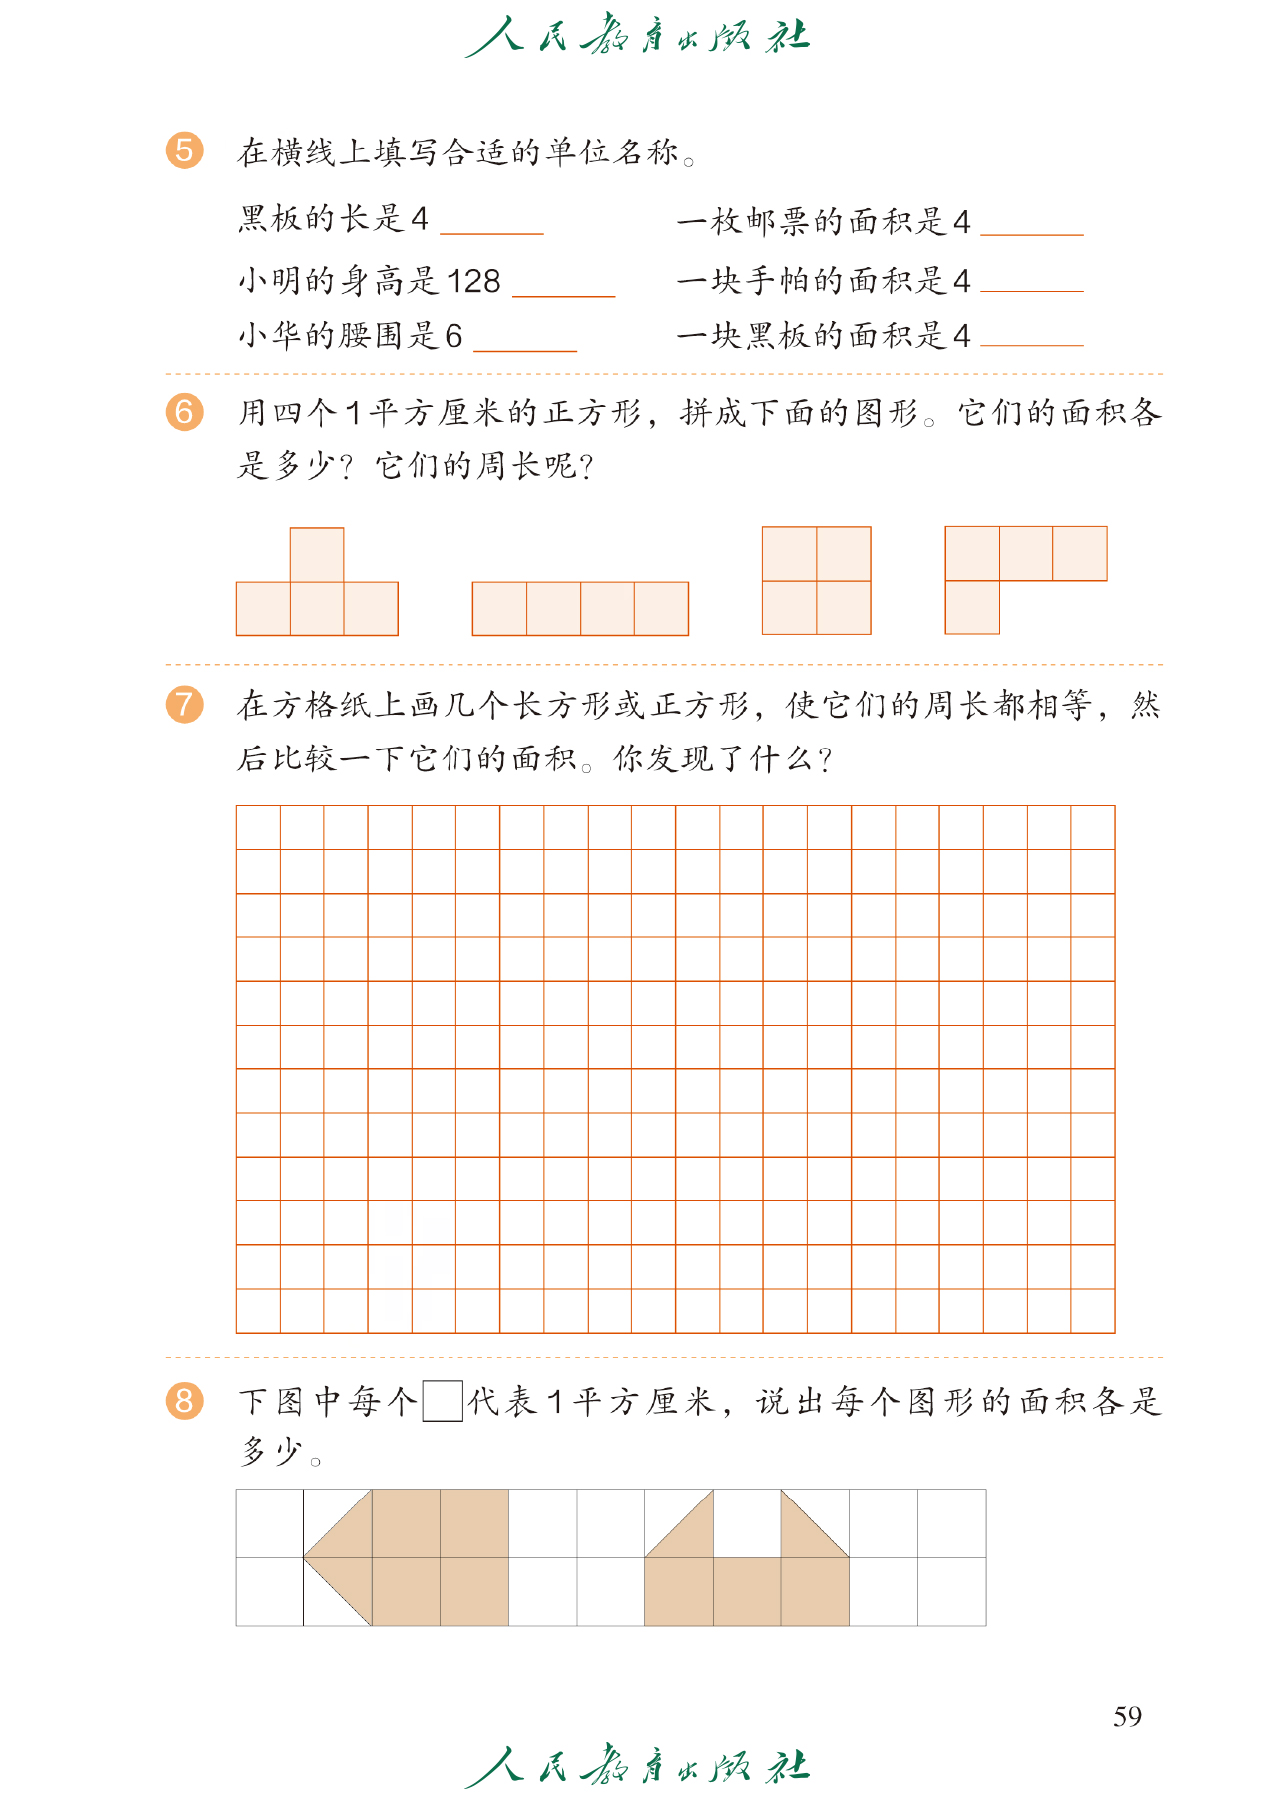 人民教育出版社
5 在横线上填写合适的单位名称。
黑板的长是4 一枚邮票的面积是4
小明的身高是128 一块手帕的面积是4
小华的腰围是6 一块黑板的面积是4
6 用四个1平方厘米的正方形，拼成下面的图形。它们的面积各
是多少？它们的周长呢？
7 在方格纸上画几个长方形或正方形，使它们的周长都相等，然
后比较一下它们的面积。你发现了什么？
8 下图中每个□代表1平方厘米，说出每个图形的面积各是
多少。
59
人民教育出版社